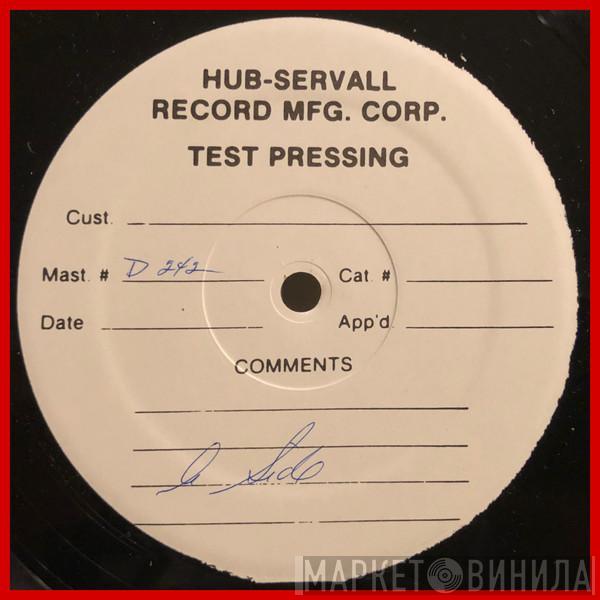 HUB-SERVALL
RECORD MFG. CORP.
TEST PRESSING
Cust.
Mast. # D 242 Cat. #
Date App'd.
COMMENTS
Side
МАРКЕТ ВИНИЛА